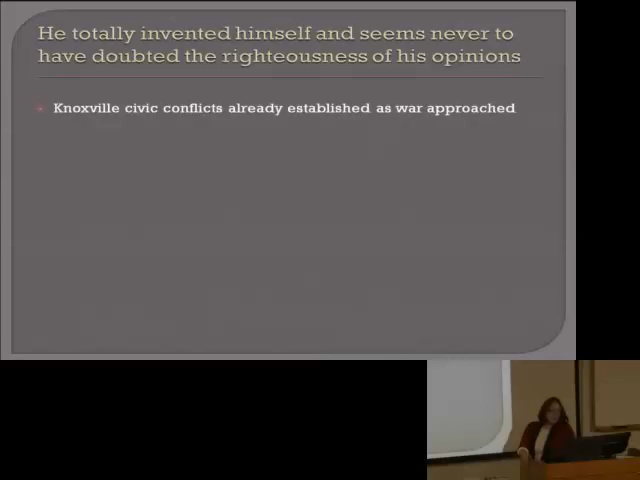 He totally invented himself and seems never to
have doubted the righteousness of his opinions
Knoxville civic conflicts already established as war approached